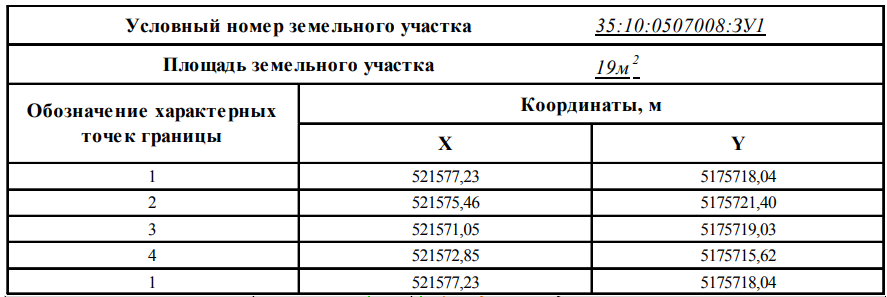 Условный номер земельного участка 35:10:0507008:ЗУ1
Площадь земельного участка 19м²
Обозначение характерных точек границы
Координаты, м
X Y
1 521577,23 5175718,04
2 521575,46 5175721,40
3 521571,05 5175719,03
4 521572,85 5175715,62
1 521577,23 5175718,04